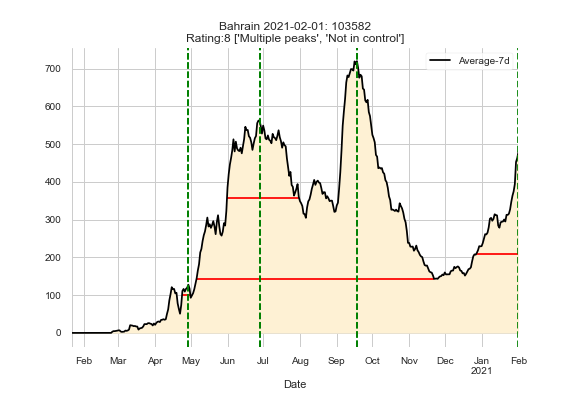 Bahrain 2021-02-01: 103582
Rating:8 ['Multiple peaks', 'Not in control']
Average-7d
700
600
500
400
300
200
100
0
Feb Mar Apr May Jun Jul Aug Sep Oct Nov Dec Jan Feb
2021
Date